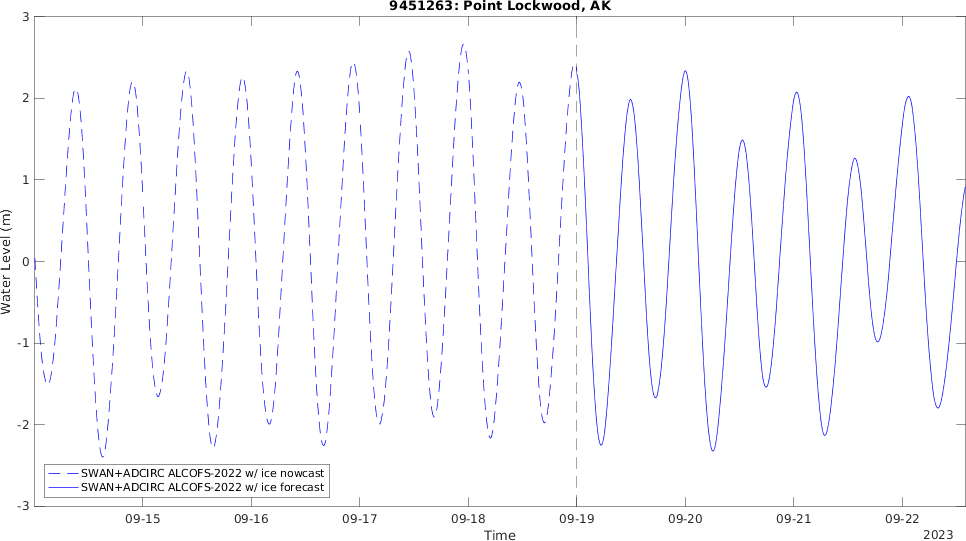 9451263: Point Lockwood, AK
3
2
1
0
-1
-2
-3
Water Level (m)
SWAN+ADCIRC ALCOFS-2022 w/ ice nowcast
SWAN+ADCIRC ALCOFS-2022 w/ ice forecast
09-15 09-16 09-17 09-18 09-19 09-20 09-21 09-22
Time
2023